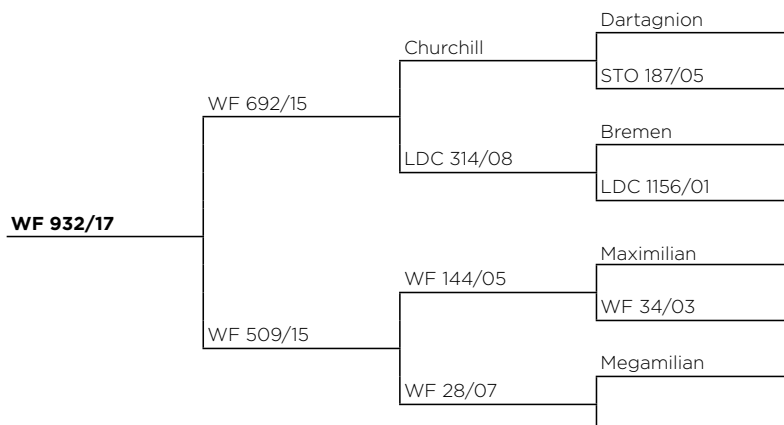 Dartagnion
Churchill
STO 187/05
WF 692/15
Bremen
LDC 314/08
LDC 1156/01
WF 932/17
Maximilian
WF 144/05
WF 34/03
WF 509/15
Megamilian
WF 28/07